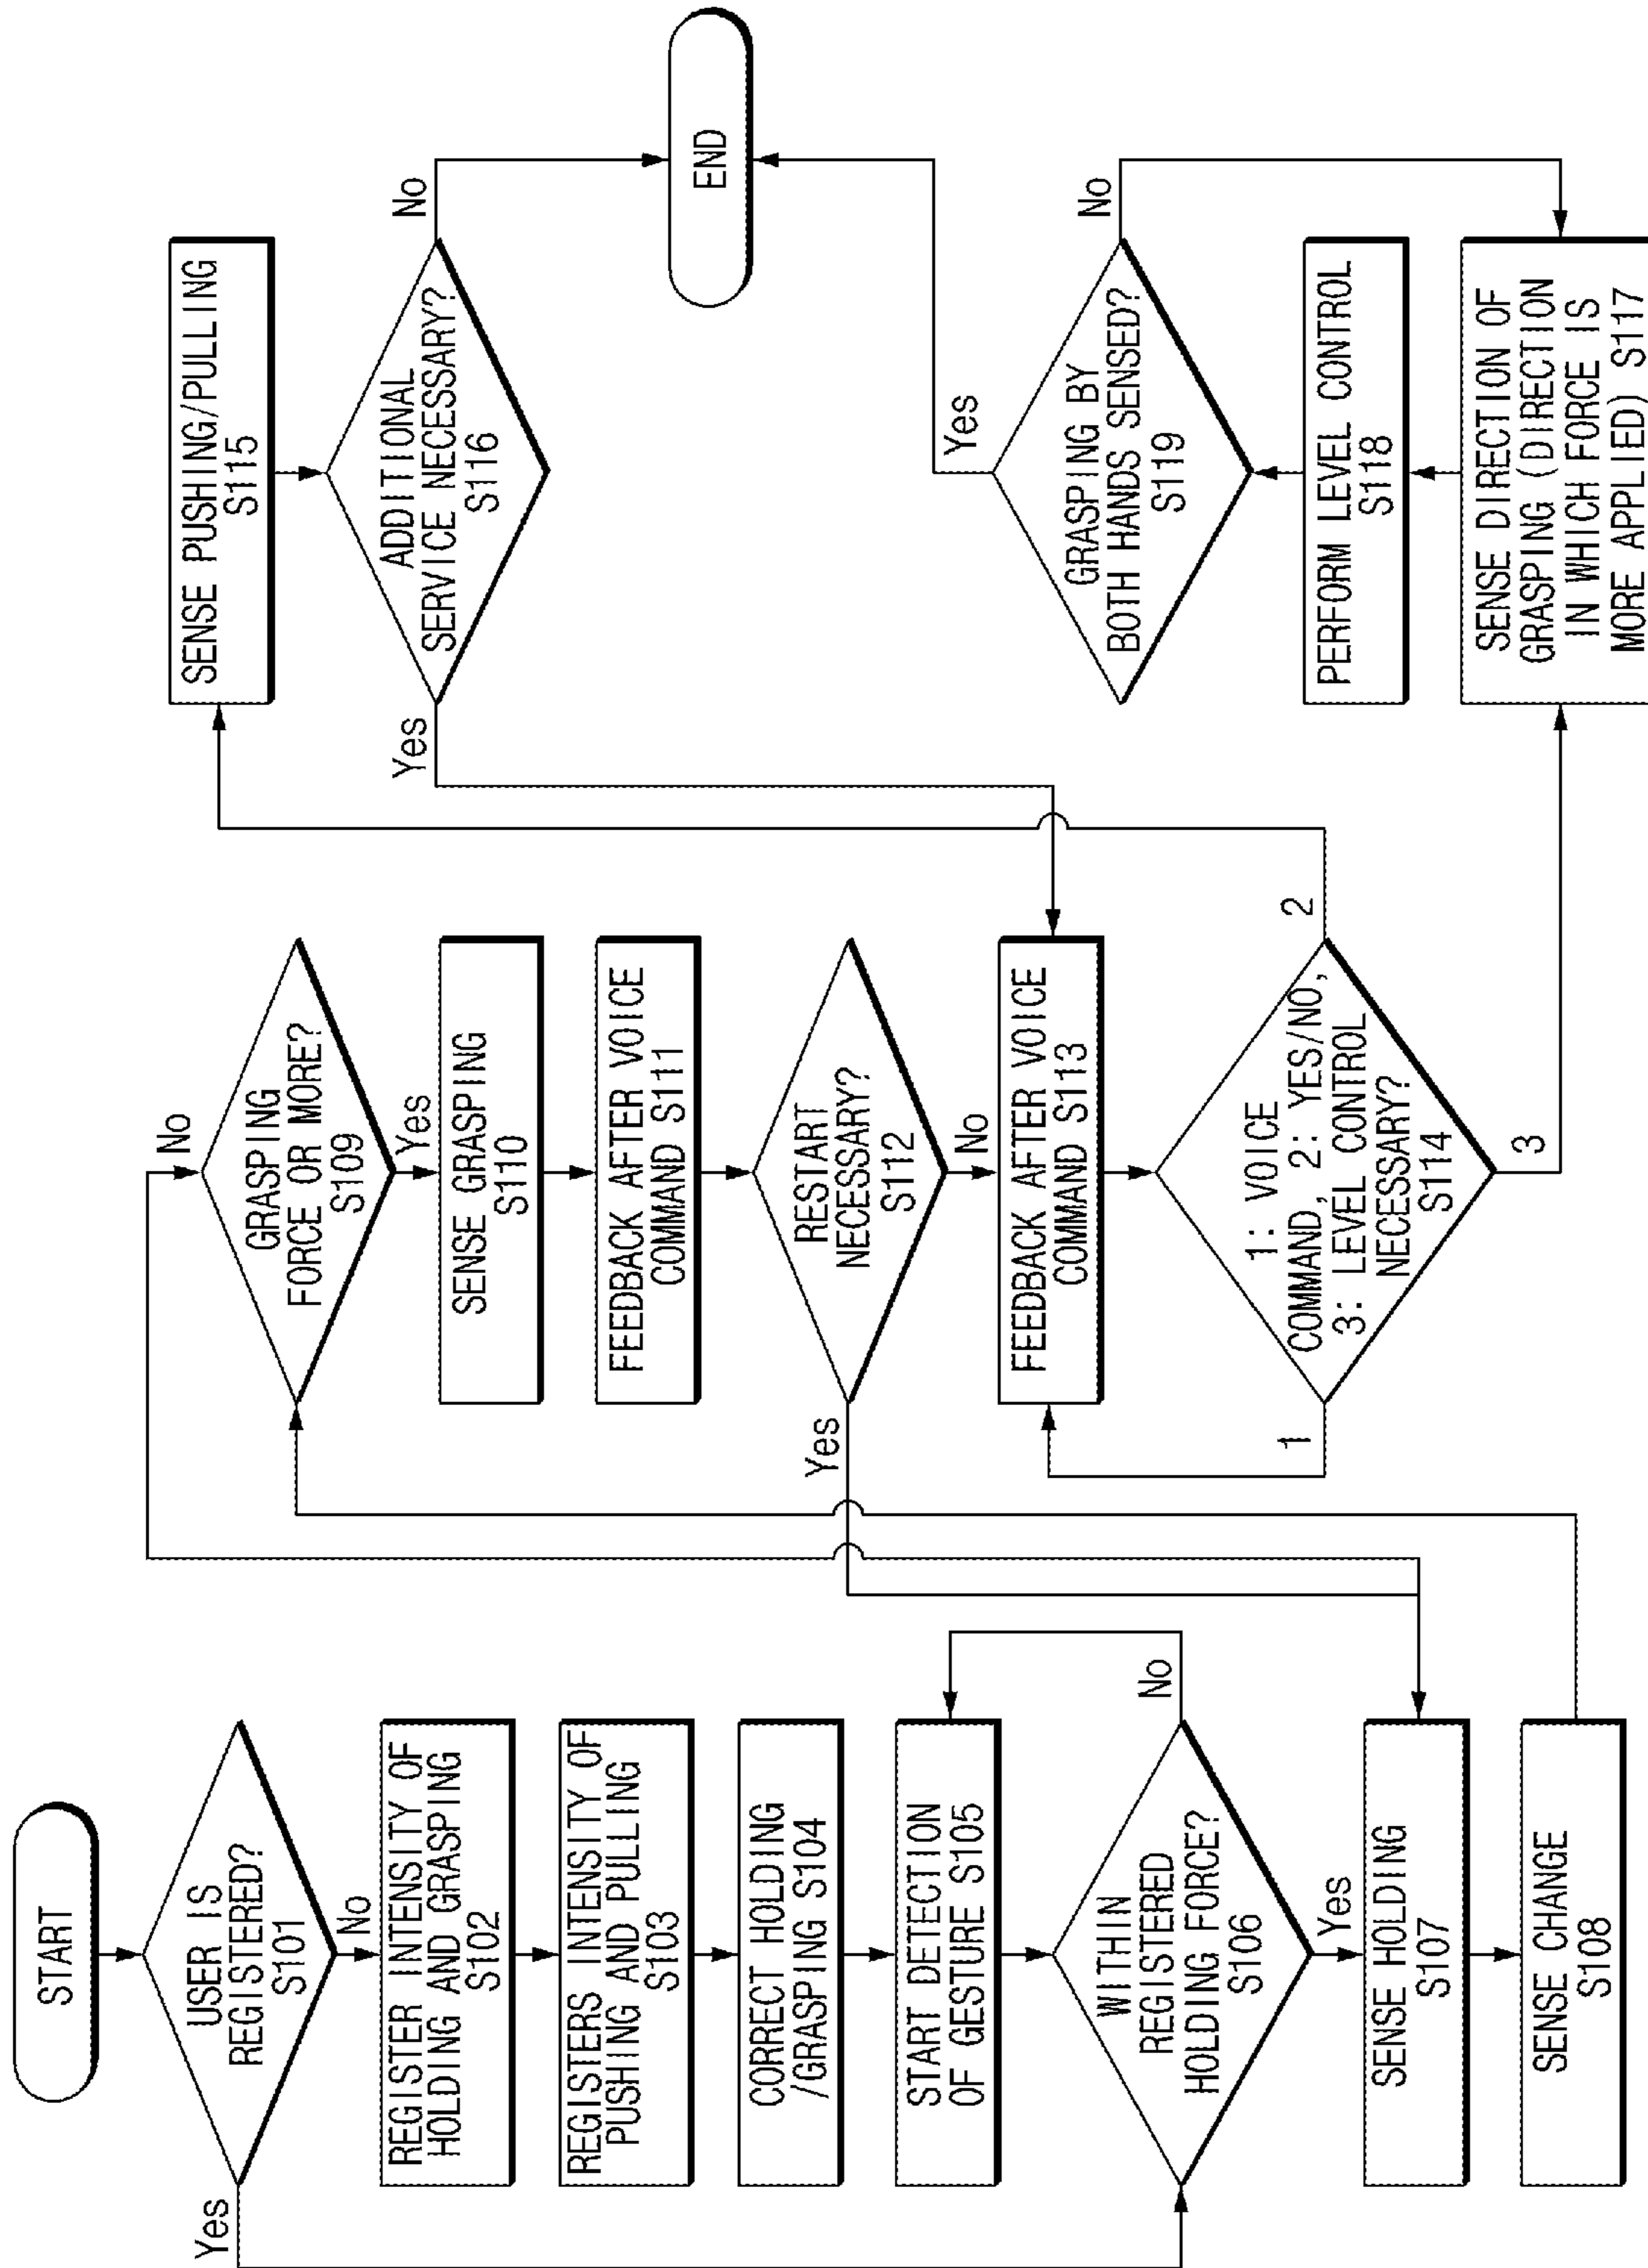 START
USER IS
REGISTERED?
S101
Yes
No
REGISTER INTENSITY OF
HOLDING AND GRASPING
S102
REGISTERS INTENSITY OF
PUSHING AND PULLING
S103
CORRECT HOLDING
/GRASPING S104
START DETECTION
OF GESTURE S105
WITHIN
REGISTERED
HOLDING FORCE?
S106
No
Yes
SENSE HOLDING
S107
SENSE CHANGE
S108
No
GRASPING
FORCE OR MORE?
S109
Yes
SENSE GRASPING
S110
FEEDBACK AFTER VOICE
COMMAND S111
RESTART
NECESSARY?
S112
Yes
No
FEEDBACK AFTER VOICE
COMMAND S113
1: VOICE
COMMAND, 2: YES/NO,
3: LEVEL CONTROL
NECESSARY?
S114
1
2
3
SENSE PUSHING/PULLING
S115
ADDITIONAL
SERVICE NECESSARY?
S116
Yes
No
END
GRASPING BY
BOTH HANDS SENSED?
S119
Yes
No
PERFORM LEVEL CONTROL
S118
SENSE DIRECTION OF
GRASPING (DIRECTION
IN WHICH FORCE IS
MORE APPLIED) S117